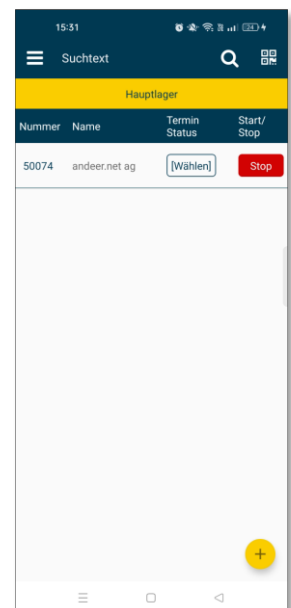 15:31
Suchtext
Hauptlager
Nummer Name Termin Status Start/ Stop
50074 andeer.net ag [Wählen] Stop
+